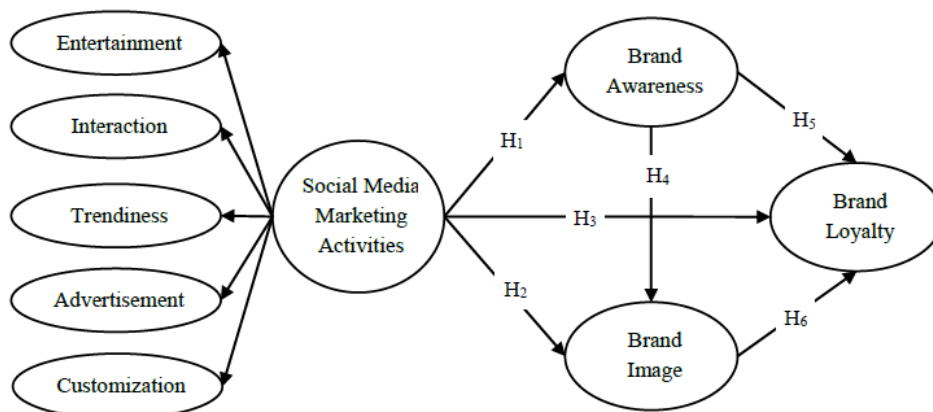 Entertainment
Interaction
Trendiness
Advertisement
Customization
Social Media
Marketing
Activities
H₁
H₂
H₃
H₄
Brand
Awareness
Brand
Image
H₅
H₆
Brand
Loyalty